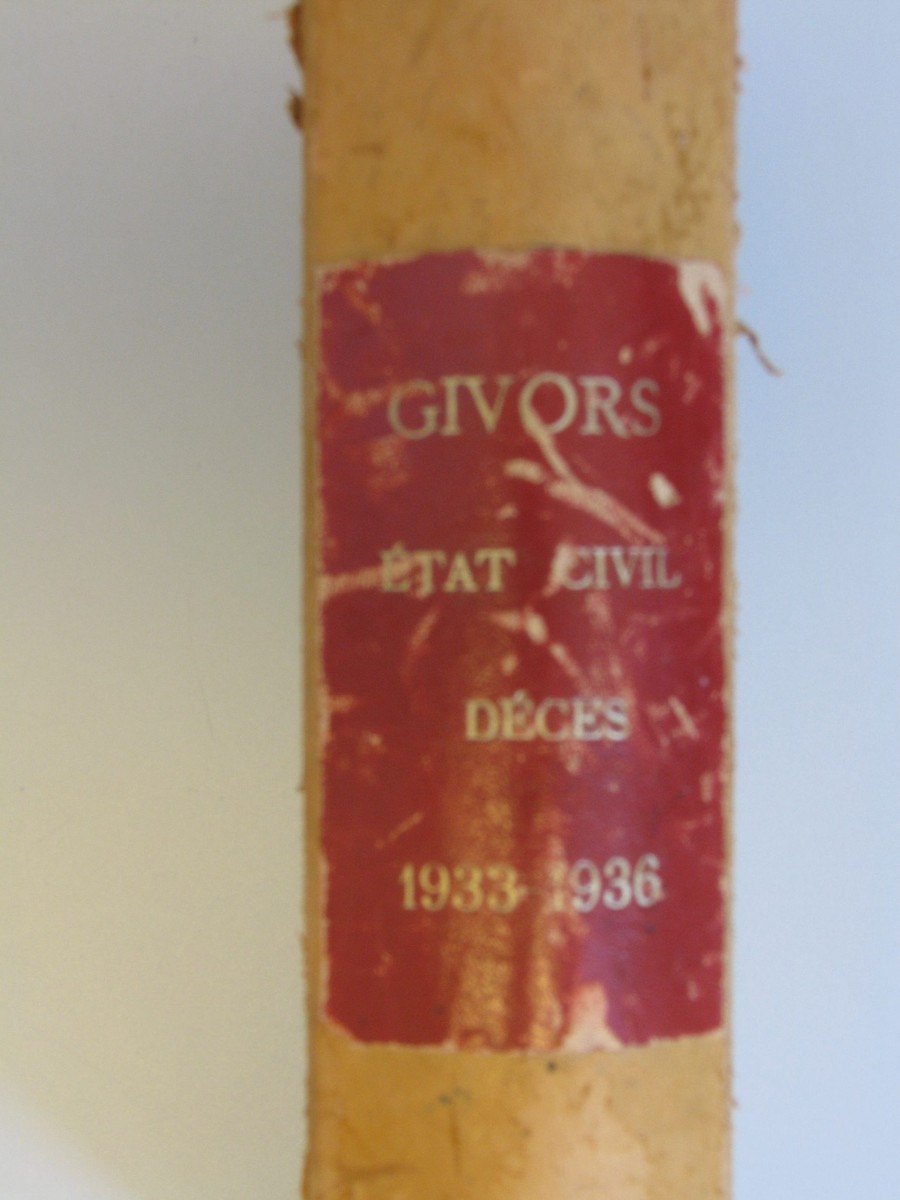 GIVORS
ÉTAT CIVIL
DÉCES
1933-1936